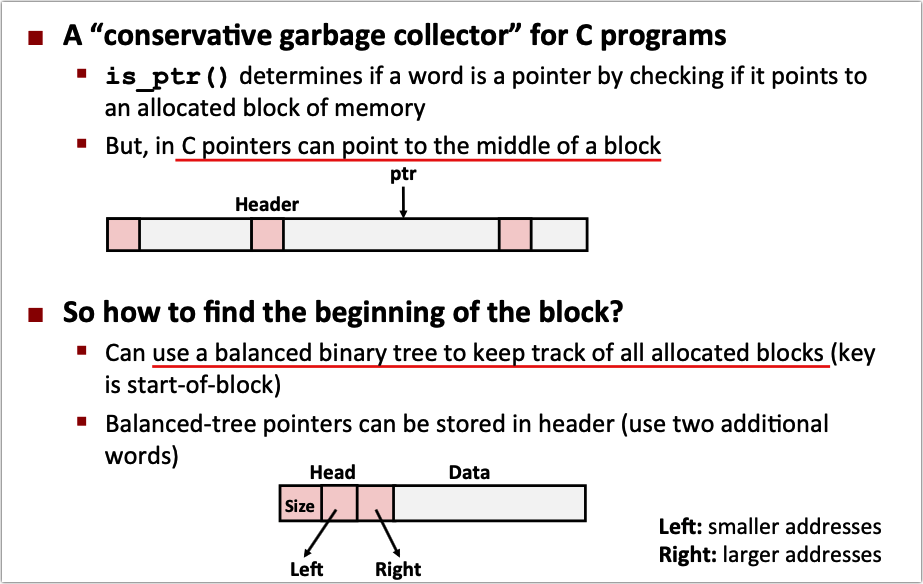 A “conservative garbage collector” for C programs
is_ptr() determines if a word is a pointer by checking if it points to
an allocated block of memory
But, in C pointers can point to the middle of a block
ptr
Header
So how to find the beginning of the block?
Can use a balanced binary tree to keep track of all allocated blocks (key
is start-of-block)
Balanced-tree pointers can be stored in header (use two additional
words)
Head Data
Size
Left Right
Left: smaller addresses
Right: larger addresses